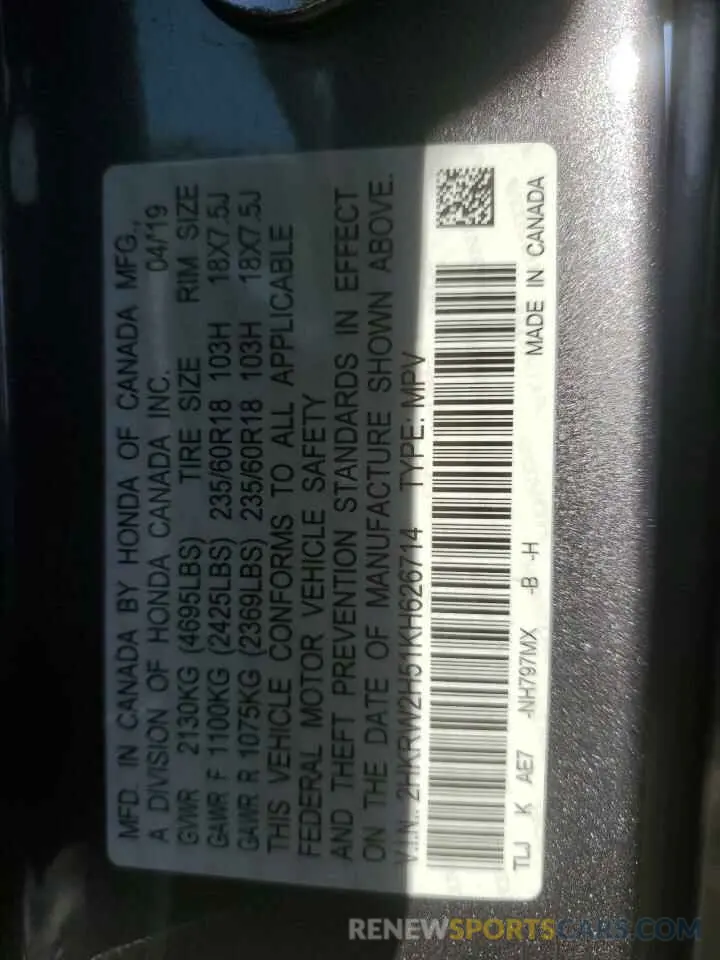 MFD. IN CANADA BY HONDA OF CANADA MFG.,
A DIVISION OF HONDA CANADA INC. 04/19
GVWR 2130KG (4695LBS) TIRE SIZE RIM SIZE
GAWR F 1100KG (2425LBS) 235/60R18 103H 18X7.5J
GAWR R 1075KG (2369LBS) 235/60R18 103H 18X7.5J
THIS VEHICLE CONFORMS TO ALL APPLICABLE
FEDERAL MOTOR VEHICLE SAFETY
AND THEFT PREVENTION STANDARDS IN EFFECT
ON THE DATE OF MANUFACTURE SHOWN ABOVE.
V.I.N.: 2HKRW2H51KH626714 TYPE: MPV
TLJ K AE7 -NH797MX -B -H MADE IN CANADA
RENEWSPORTSCARS.COM